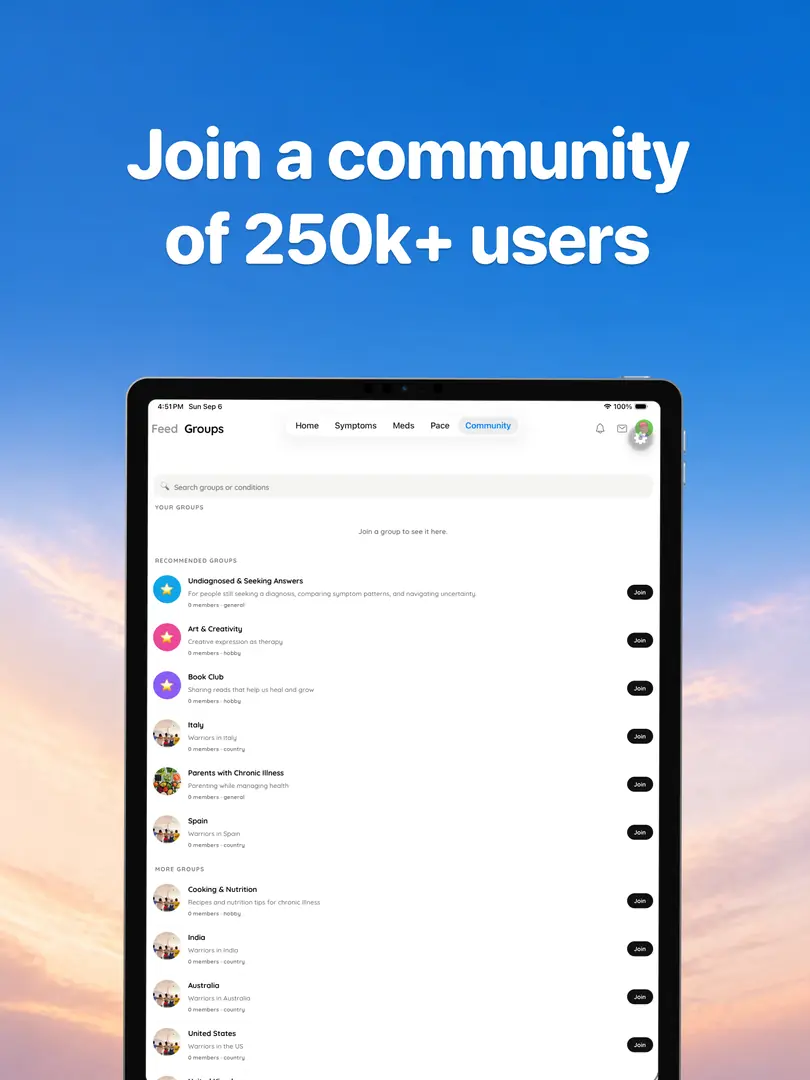 Join a community
of 250k+ users
4:51 PM Sun Sep 6
100%
Feed Groups
Home Symptoms Meds Pace Community
Search groups or conditions
YOUR GROUPS
Join a group to see it here.
RECOMMENDED GROUPS
Undiagnosed & Seeking Answers
For people still seeking a diagnosis, comparing symptom patterns, and navigating uncertainty
0 members · general
Join
Art & Creativity
Creative expression as therapy
0 members · hobby
Join
Book Club
Sharing reads that help us heal and grow
0 members · hobby
Join
Italy
Warriors in Italy
0 members · country
Join
Parents with Chronic Illness
Parenting while managing health
0 members · general
Join
Spain
Warriors in Spain
0 members · country
Join
MORE GROUPS
Cooking & Nutrition
Recipes and nutrition tips for chronic illness
0 members · hobby
Join
India
Warriors in India
0 members · country
Join
Australia
Warriors in Australia
0 members · country
Join
United States
Warriors in the US
0 members · country
Join